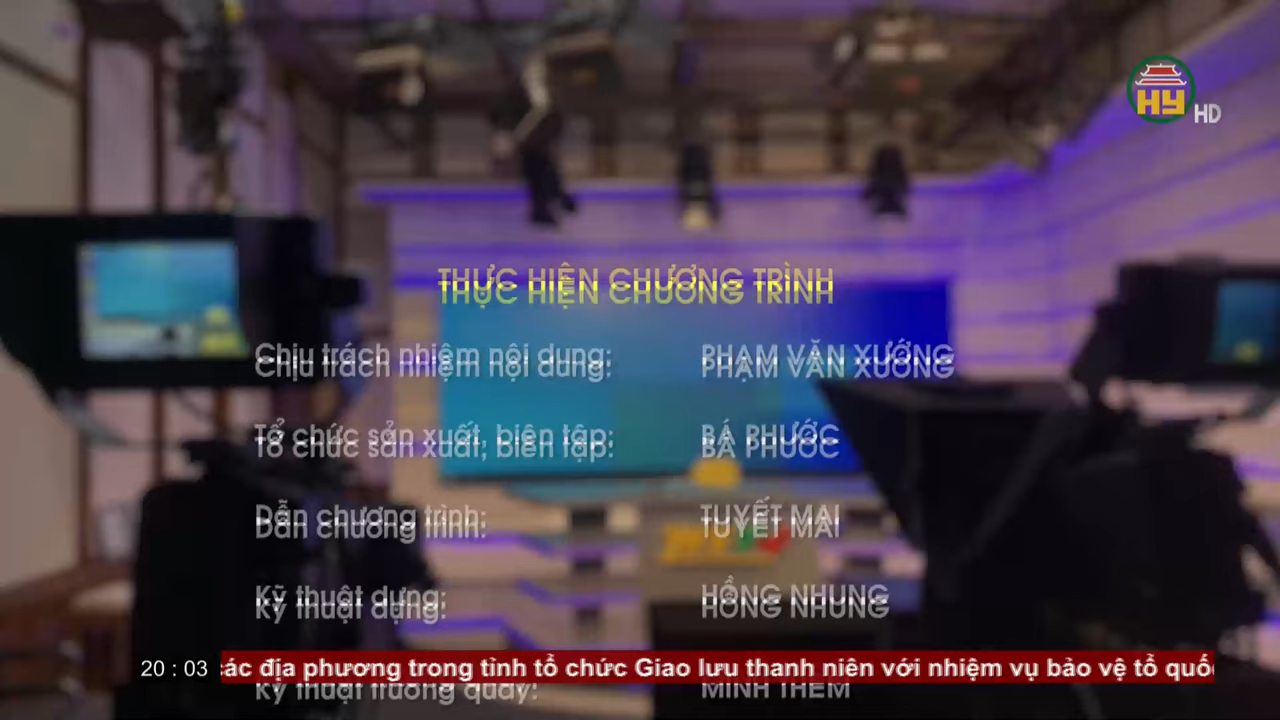 HY HD
THỰC HIỆN CHƯƠNG TRÌNH
Chịu trách nhiệm nội dung: PHẠM VĂN XƯỚNG
Tổ chức sản xuất, biên tập: BÁ PHƯỚC
Dẫn chương trình: TUYẾT MAI
Kỹ thuật dựng: HỒNG NHUNG
20 : 03 các địa phương trong tỉnh tổ chức Giao lưu thanh niên với nhiệm vụ bảo vệ tổ quốc
Kỹ thuật trường quay: MINH THÊM